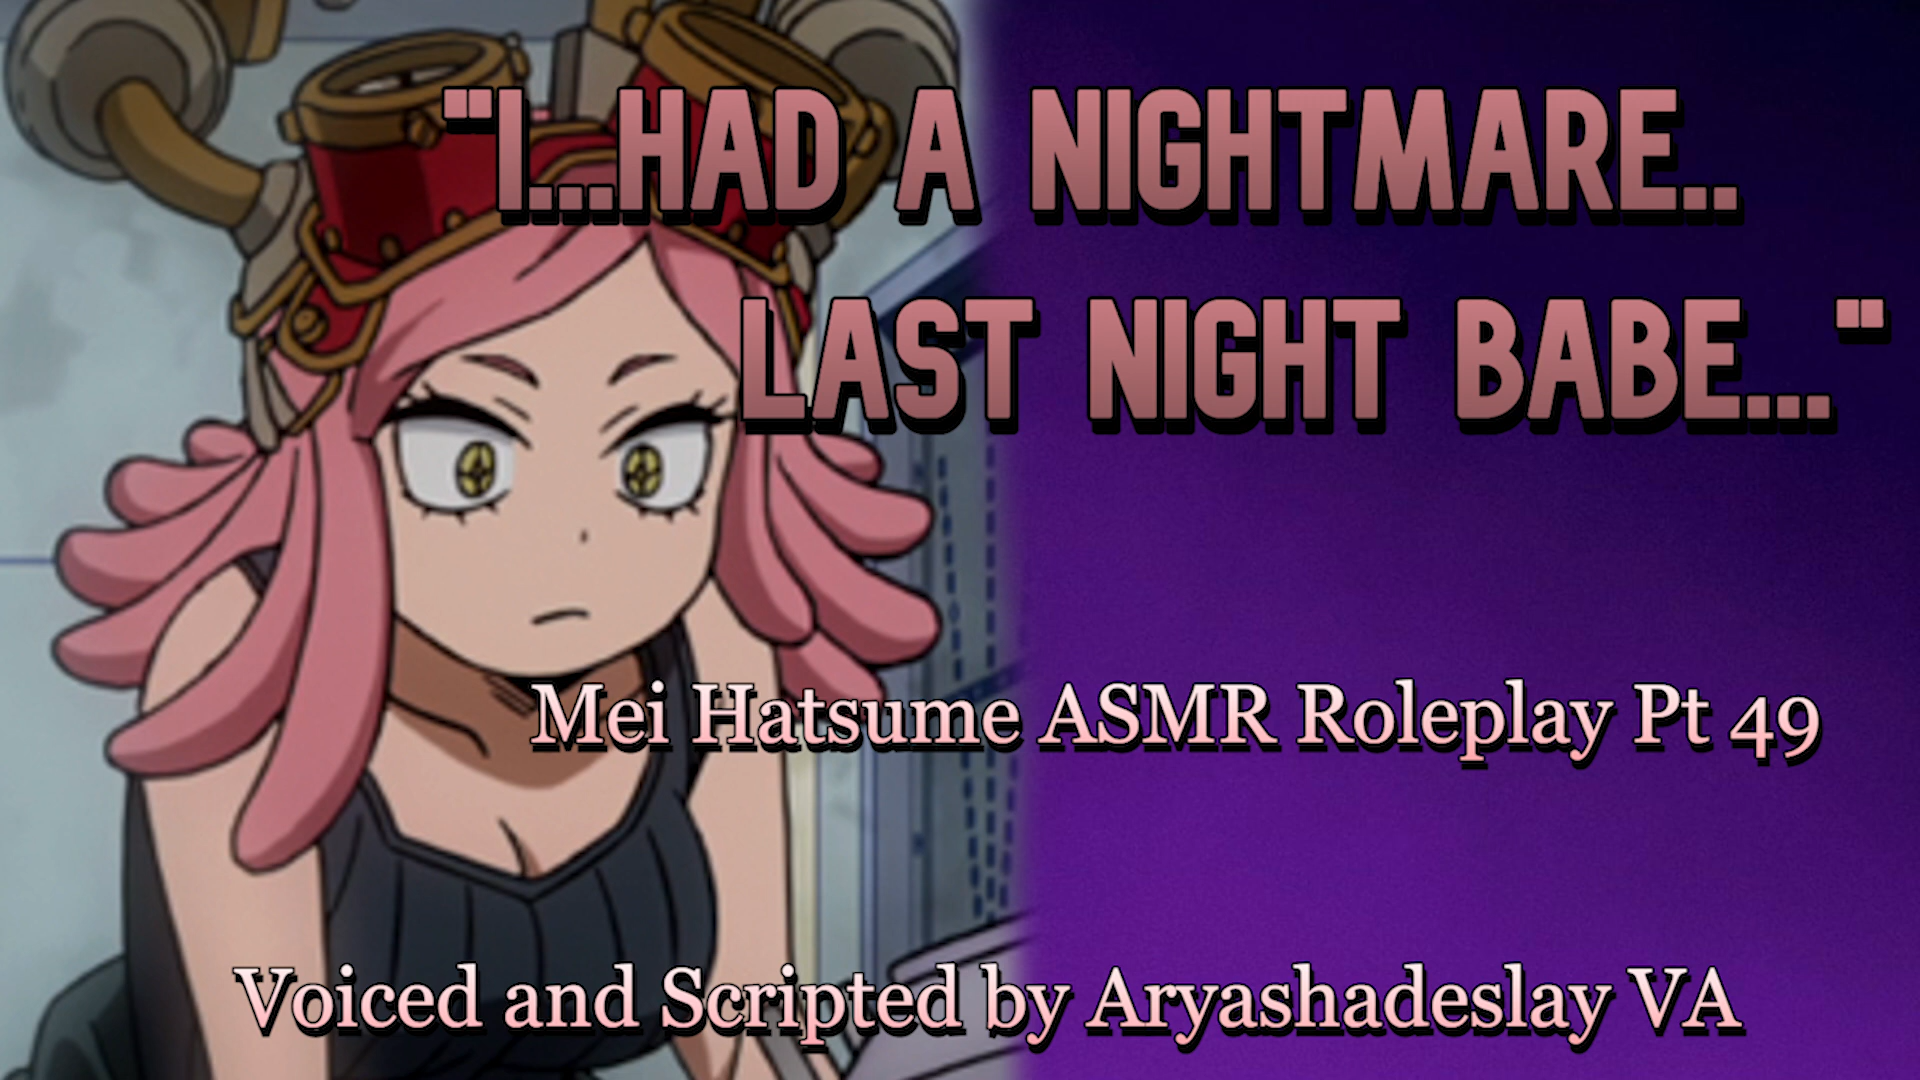 "I...HAD A NIGHTMARE..
LAST NIGHT BABE..."
Mei Hatsume ASMR Roleplay Pt 49
Voiced and Scripted by Aryashadeslay VA